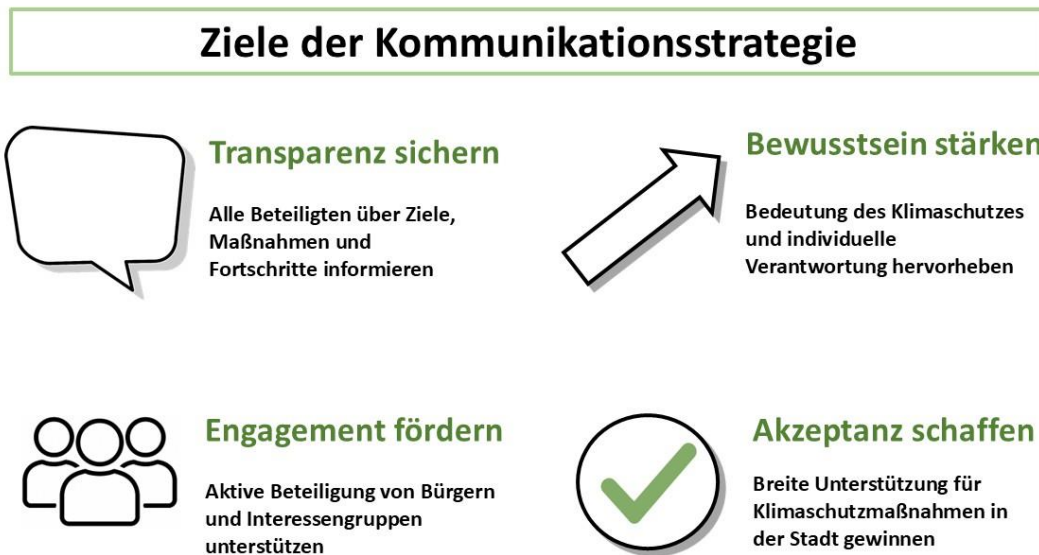 Ziele der Kommunikationsstrategie
Transparenz sichern
Alle Beteiligten über Ziele,
Maßnahmen und
Fortschritte informieren
Bewusstsein stärken
Bedeutung des Klimaschutzes
und individuelle
Verantwortung hervorheben
Engagement fördern
Aktive Beteiligung von Bürgern
und Interessengruppen
unterstützen
Akzeptanz schaffen
Breite Unterstützung für
Klimaschutzmaßnahmen in
der Stadt gewinnen